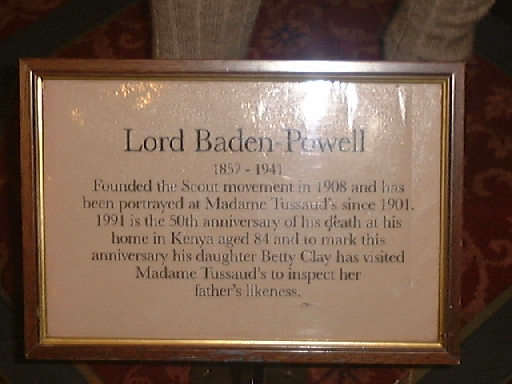 Lord Baden-Powell
1857 - 1941
Founded the Scout movement in 1908 and has
been portrayed at Madame Tussaud's since 1901.
1991 is the 50th anniversary of his death at his
home in Kenya aged 84 and to mark this
anniversary his daughter Betty Clay has visited
Madame Tussaud's to inspect her
father's likeness.